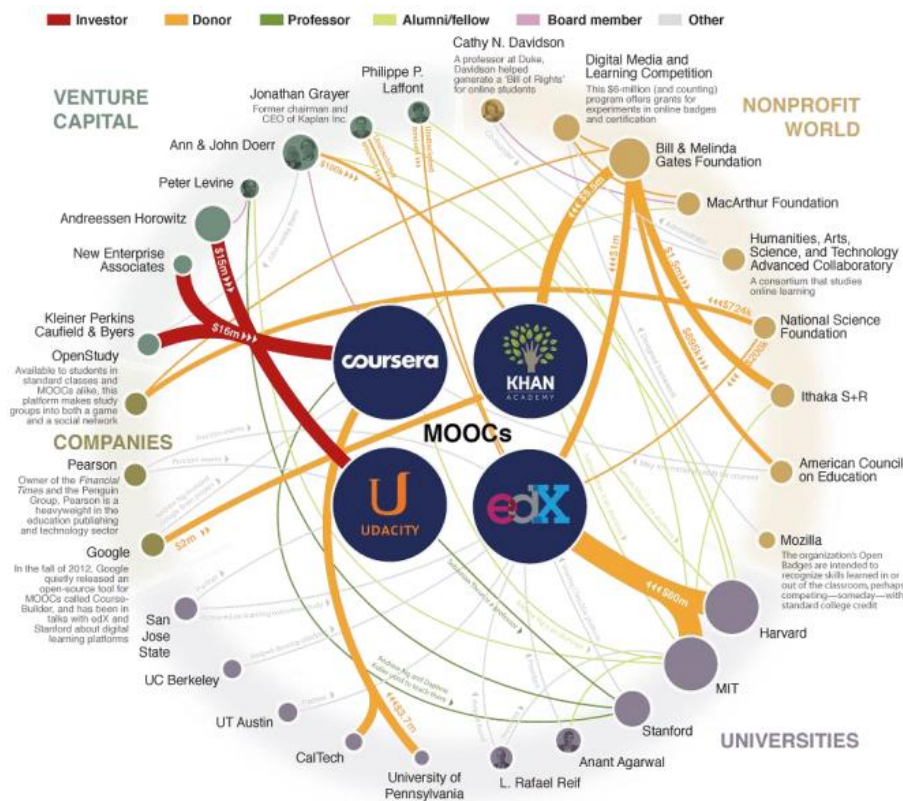 Investor
Donor
Professor
Alumni/fellow
Board member
Other
VENTURE
CAPITAL
Philippe P.
Laffont
Jonathan Grayer
Former chairman and
CEO of Kaplan Inc.
Ann & John Doerr
Peter Levine
Andreessen Horowitz
New Enterprise
Associates
Kleiner Perkins
Caufield & Byers
OpenStudy
Available to students in
standard classes and
MOOCs alike, this
platform makes study
groups into both a game
and a social network
COMPANIES
Pearson
Owner of the Financial
Times and the Penguin
Group, Pearson is a
heavyweight in the
education publishing
and technology sector
Google
In the fall of 2012, Google
quietly released an
open-source tool for
MOOCs called Course-
Builder, and has been in
talks with edX and
Stanford about digital
learning platforms
Cathy N. Davidson
A professor at Duke,
Davidson helped
generate a 'Bill of Rights'
for online students
Digital Media and
Learning Competition
This $6-million (and counting)
program offers grants for
experiments in online badges
and certification
NONPROFIT
WORLD
Bill & Melinda
Gates Foundation
MacArthur Foundation
Humanities, Arts,
Science, and Technology
Advanced Collaboratory
A consortium that studies
online learning
National Science
Foundation
Ithaka S+R
American Council
on Education
Mozilla
The organization's Open
Badges are intended to
recognize skills learned in or
out of the classroom, perhaps
competing—someday—with
standard college credit
coursera
KHAN
ACADEMY
MOOCs
UDACITY
edX
$15m
$16m
$2m
$1m
$1.5m
$724k
$695k
$60m
$3.7m
San
Jose
State
UC Berkeley
UT Austin
CalTech
University of
Pennsylvania
L. Rafael Reif
Anant Agarwal
Stanford
MIT
Harvard
UNIVERSITIES